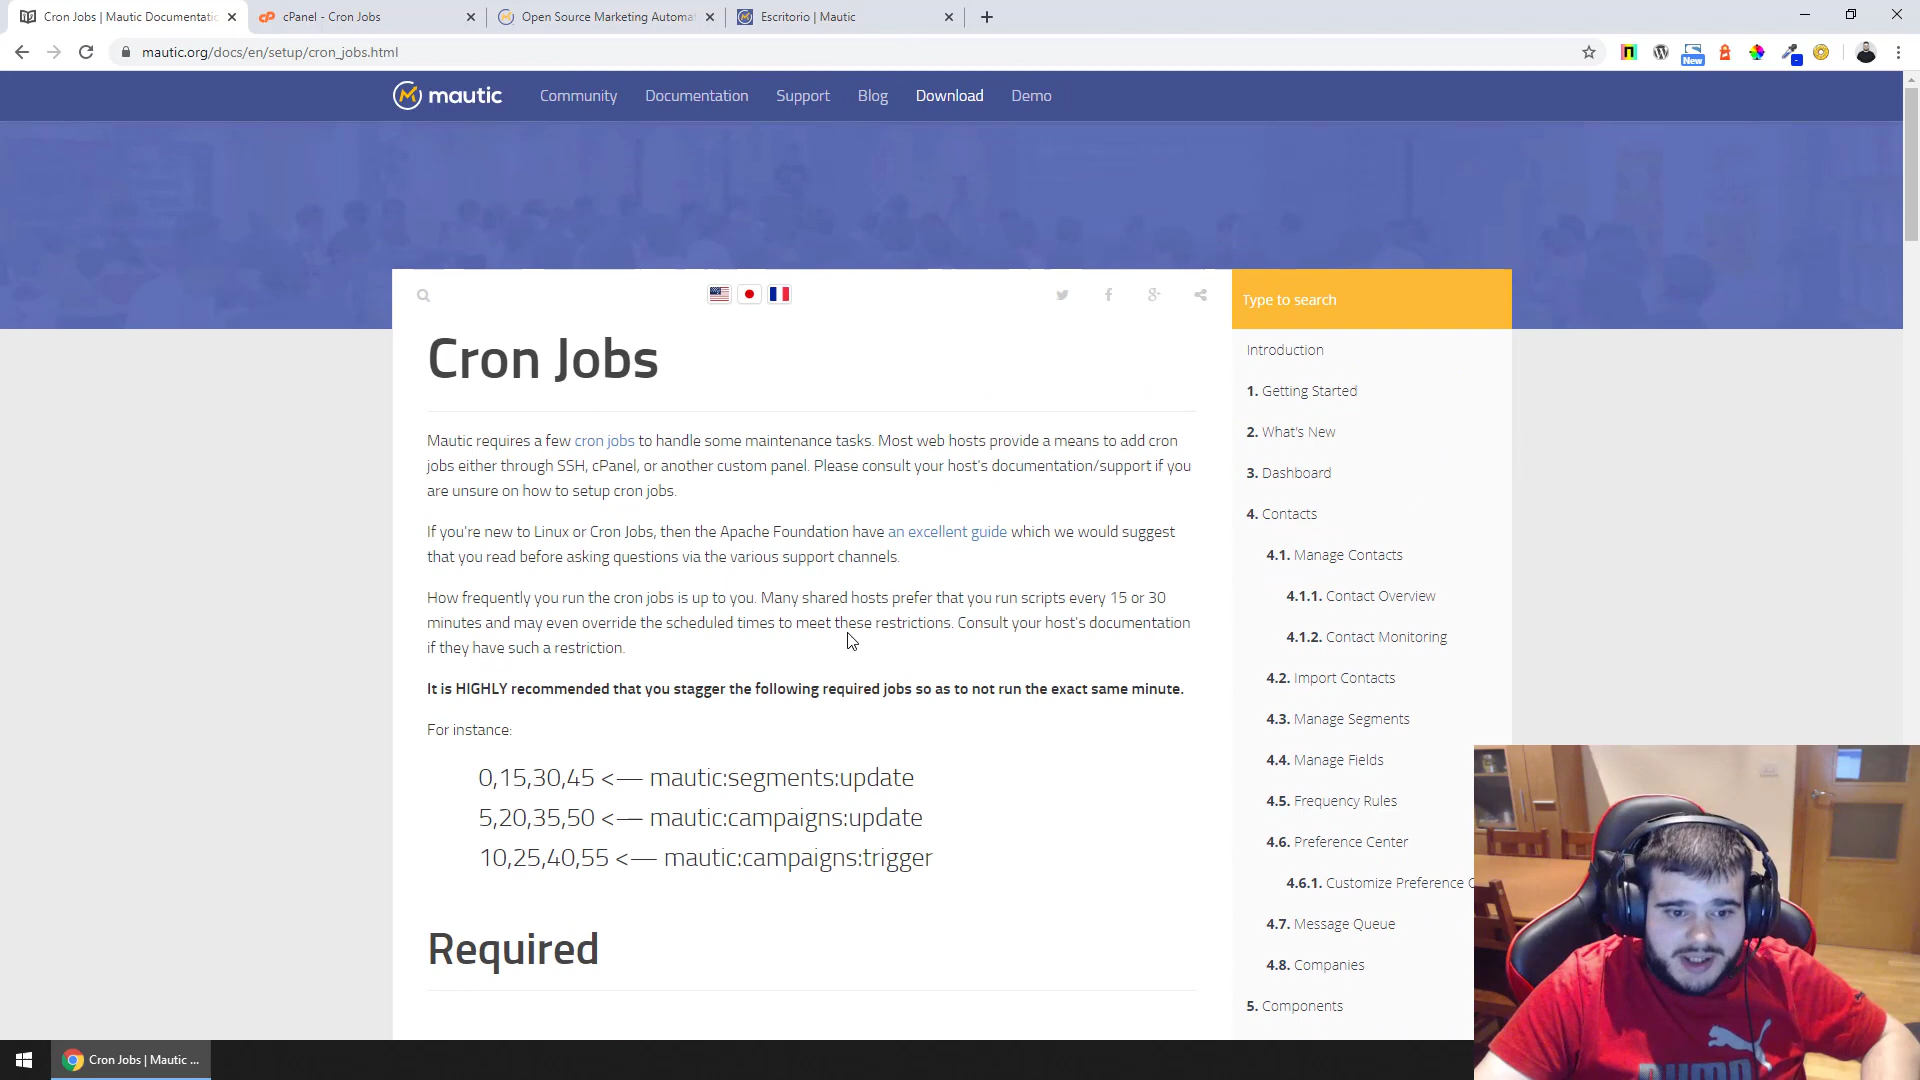 Cron Jobs | Mautic Documentatic
cPanel - Cron Jobs
Open Source Marketing Automat
Escritorio | Mautic
mautic.org/docs/en/setup/cron_jobs.html
New
mautic
Community
Documentation
Support
Blog
Download
Demo
Type to search
Cron Jobs
Mautic requires a few cron jobs to handle some maintenance tasks. Most web hosts provide a means to add cron
jobs either through SSH, cPanel, or another custom panel. Please consult your host's documentation/support if you
are unsure on how to setup cron jobs.
If you're new to Linux or Cron Jobs, then the Apache Foundation have an excellent guide which we would suggest
that you read before asking questions via the various support channels.
How frequently you run the cron jobs is up to you. Many shared hosts prefer that you run scripts every 15 or 30
minutes and may even override the scheduled times to meet these restrictions. Consult your host's documentation
if they have such a restriction.
It is HIGHLY recommended that you stagger the following required jobs so as to not run the exact same minute.
For instance:
0,15,30,45 <— mautic:segments:update
5,20,35,50 <— mautic:campaigns:update
10,25,40,55 <— mautic:campaigns:trigger
Required
Introduction
1. Getting Started
2. What's New
3. Dashboard
4. Contacts
4.1. Manage Contacts
4.1.1. Contact Overview
4.1.2. Contact Monitoring
4.2. Import Contacts
4.3. Manage Segments
4.4. Manage Fields
4.5. Frequency Rules
4.6. Preference Center
4.6.1. Customize Preference C
4.7. Message Queue
4.8. Companies
5. Components
PUMA
Cron Jobs | Mautic ...